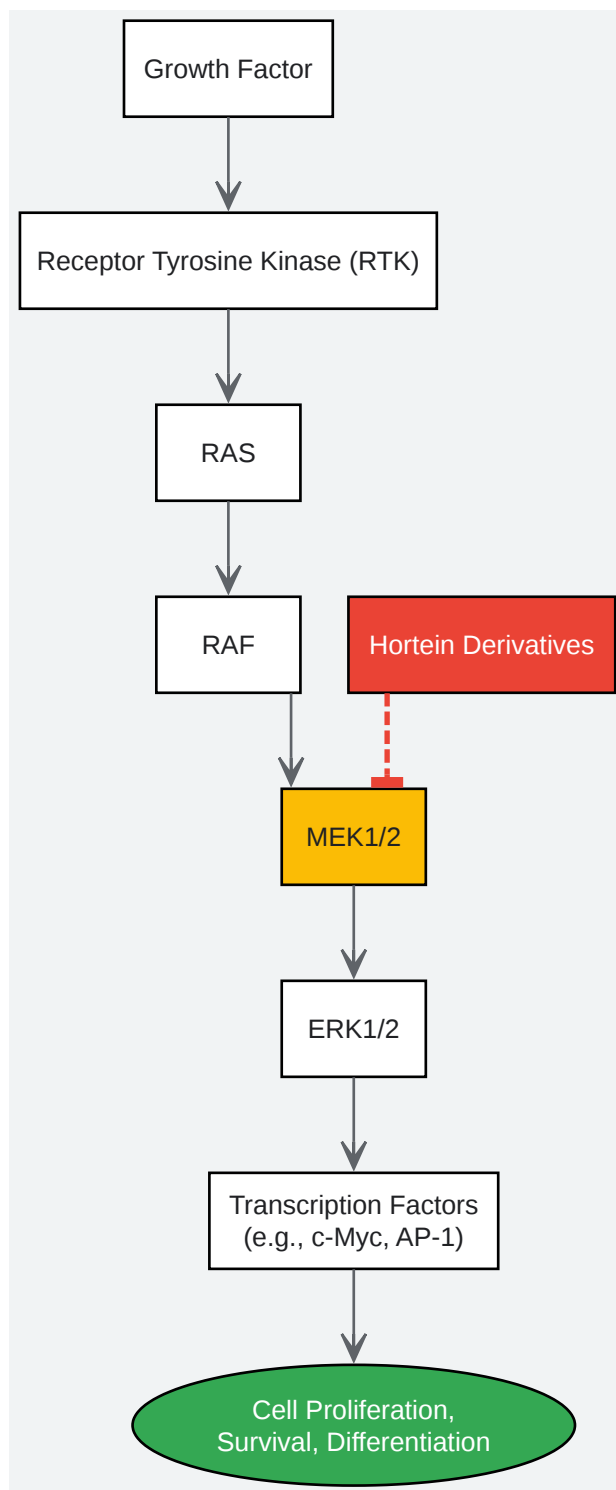 Growth Factor
Receptor Tyrosine Kinase (RTK)
RAS
RAF
Hortein Derivatives
MEK1/2
ERK1/2
Transcription Factors
(e.g., c-Myc, AP-1)
Cell Proliferation,
Survival, Differentiation